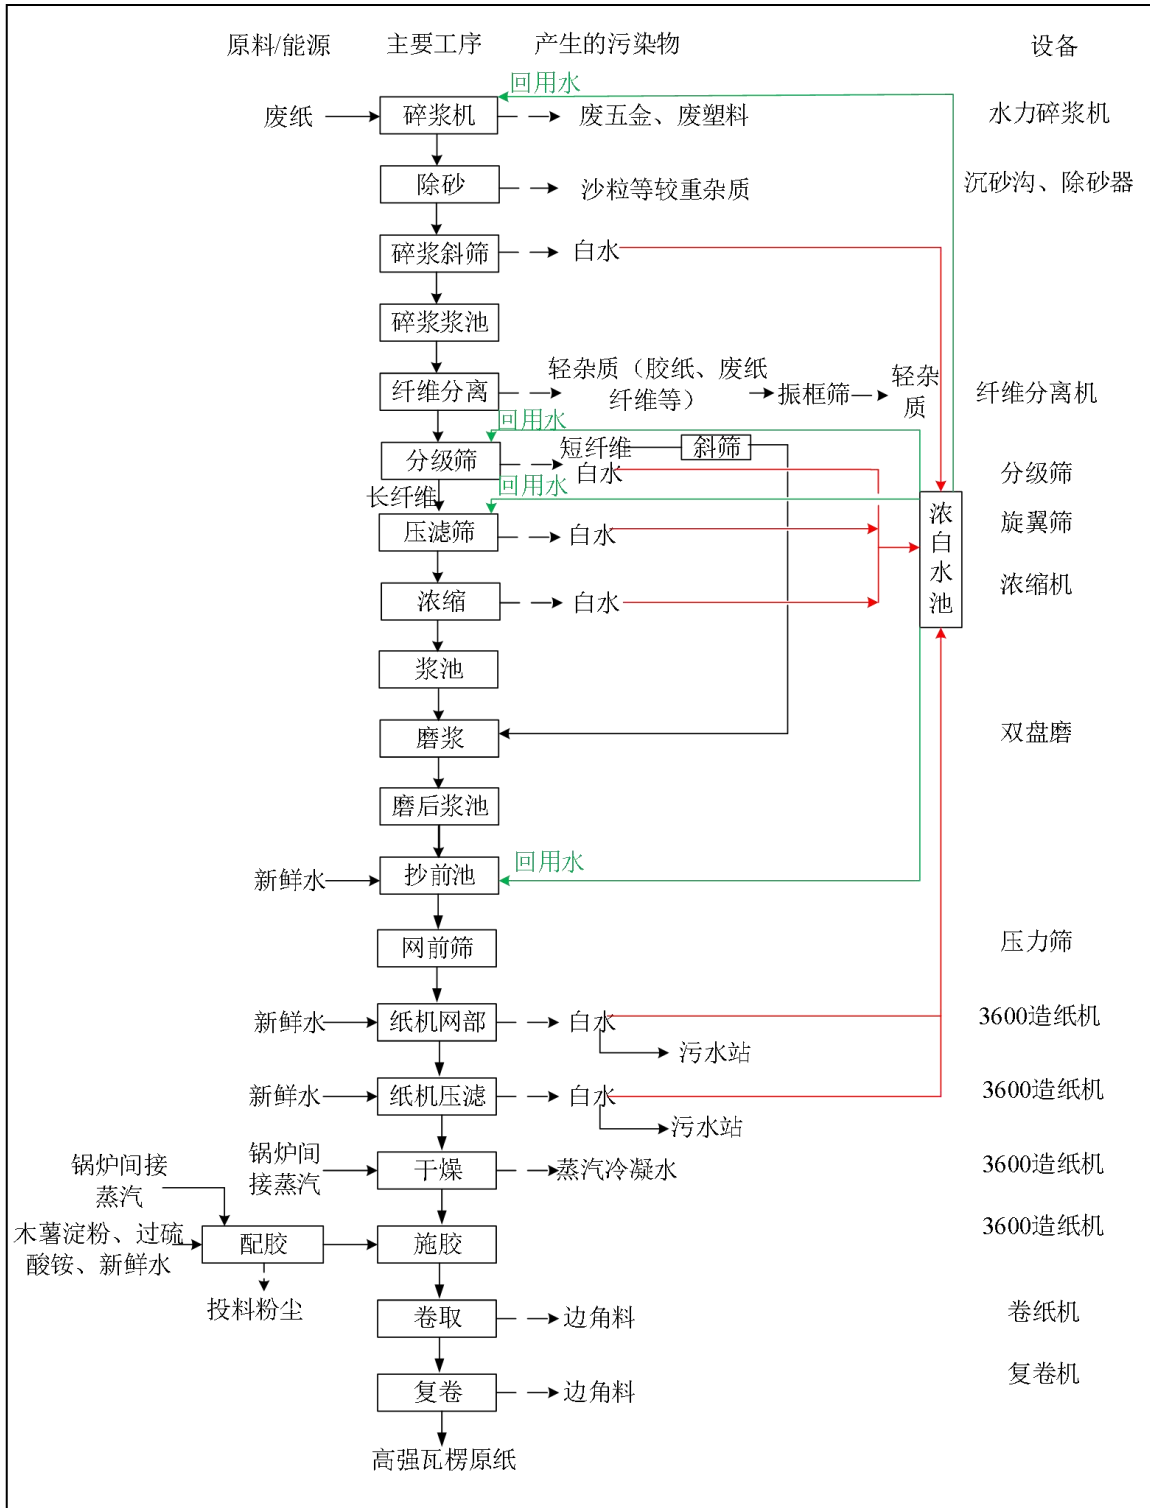 原料/能源 主要工序 产生的污染物 设备
回用水
废纸 碎浆机 废五金、废塑料 水力碎浆机
除砂 沙粒等较重杂质 沉砂沟、除砂器
碎浆斜筛 白水
碎浆浆池
纤维分离 轻杂质（胶纸、废纸
纤维等） 振框筛 轻杂
质 纤维分离机
回用水
分级筛 短纤维 斜筛 分级筛
白水
长纤维 回用水
压滤筛 白水 旋翼筛
浓
白
水
池
浓缩 白水 浓缩机
浆池
磨浆 双盘磨
磨后浆池
回用水
新鲜水 抄前池
网前筛 压力筛
新鲜水 纸机网部 白水 3600造纸机
污水站
新鲜水 纸机压滤 白水 3600造纸机
污水站
锅炉间
接蒸汽 干燥 蒸汽冷凝水 3600造纸机
锅炉间接
蒸汽
木薯淀粉、过硫
酸铵、新鲜水 配胶 施胶 3600造纸机
投料粉尘
卷取 边角料 卷纸机
复卷 边角料 复卷机
高强瓦楞原纸